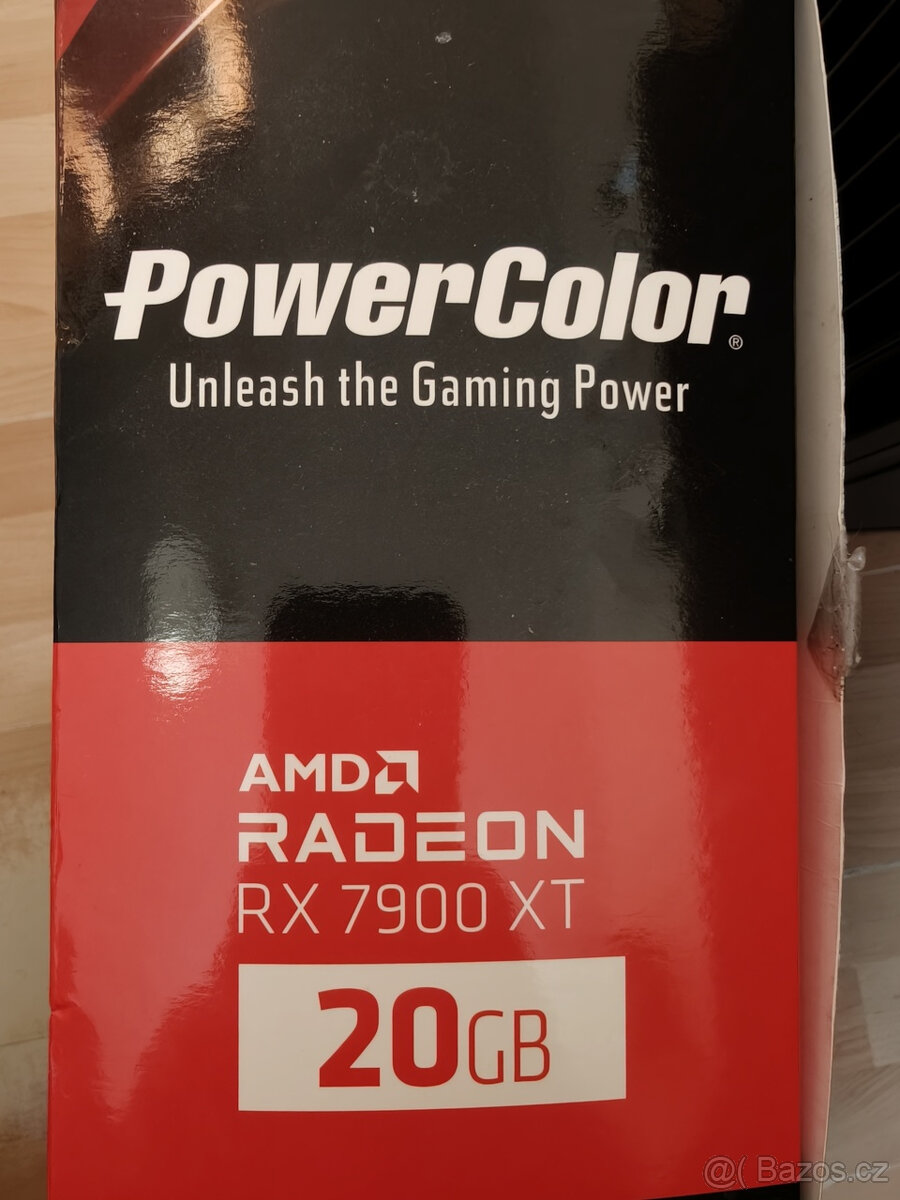 PowerColor®
Unleash the Gaming Power
AMD
RADEON
RX 7900 XT
20GB
@( Bazos.cz